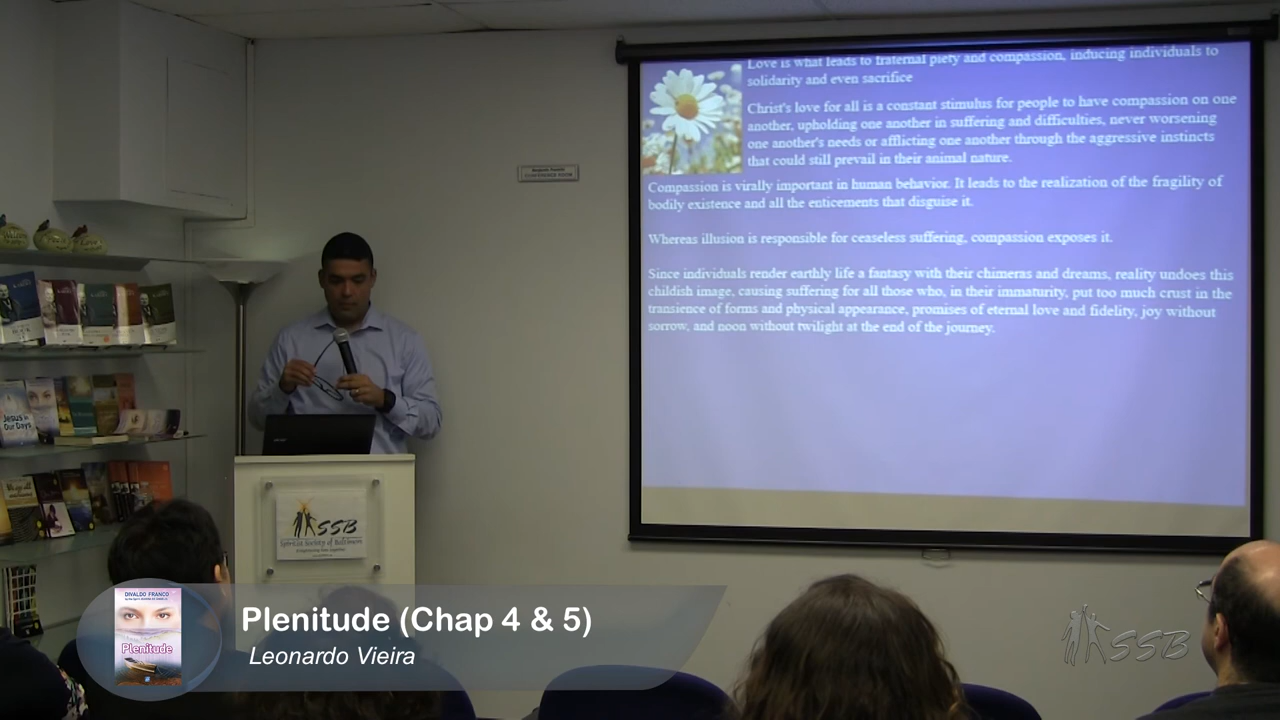 Love is what leads to fraternal piety and compassion, inducing individuals to
solidarity and even sacrifice
Christ's love for all is a constant stimulus for people to have compassion on one
another, upholding one another in suffering and difficulties, never worsening
one another's needs or afflicting one another through the aggressive instincts
that could still prevail in their animal nature.
Compassion is virally important in human behavior. It leads to the realization of the fragility of
bodily existence and all the enticements that disguise it.
Whereas illusion is responsible for ceaseless suffering, compassion exposes it.
Since individuals render earthly life a fantasy with their chimeras and dreams, reality undoes this
childish image, causing suffering for all those who, in their immaturity, put too much crust in the
transience of forms and physical appearance, promises of eternal love and fidelity, joy without
sorrow, and noon without twilight at the end of the journey.
CONFERENCE ROOM
Jesus in
Our Days
SSB
Spiritist Society of Baltimore
DIVALDO FRANCO
Plenitude
Plenitude (Chap 4 & 5)
Leonardo Vieira
SSB